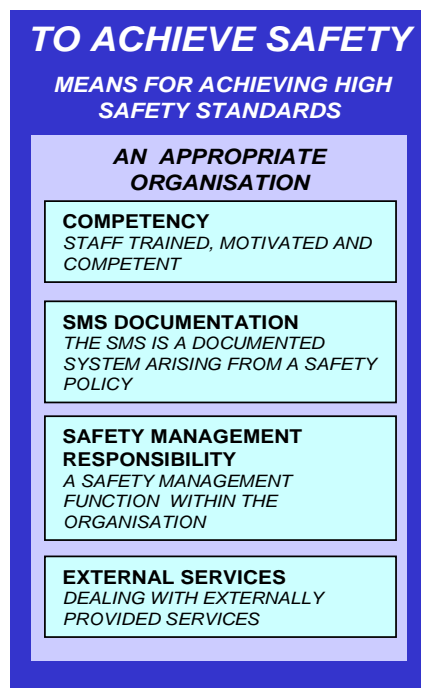 TO ACHIEVE SAFETY
MEANS FOR ACHIEVING HIGH
SAFETY STANDARDS
AN APPROPRIATE
ORGANISATION
COMPETENCY
STAFF TRAINED, MOTIVATED AND
COMPETENT
SMS DOCUMENTATION
THE SMS IS A DOCUMENTED
SYSTEM ARISING FROM A SAFETY
POLICY
SAFETY MANAGEMENT
RESPONSIBILITY
A SAFETY MANAGEMENT
FUNCTION WITHIN THE
ORGANISATION
EXTERNAL SERVICES
DEALING WITH EXTERNALLY
PROVIDED SERVICES